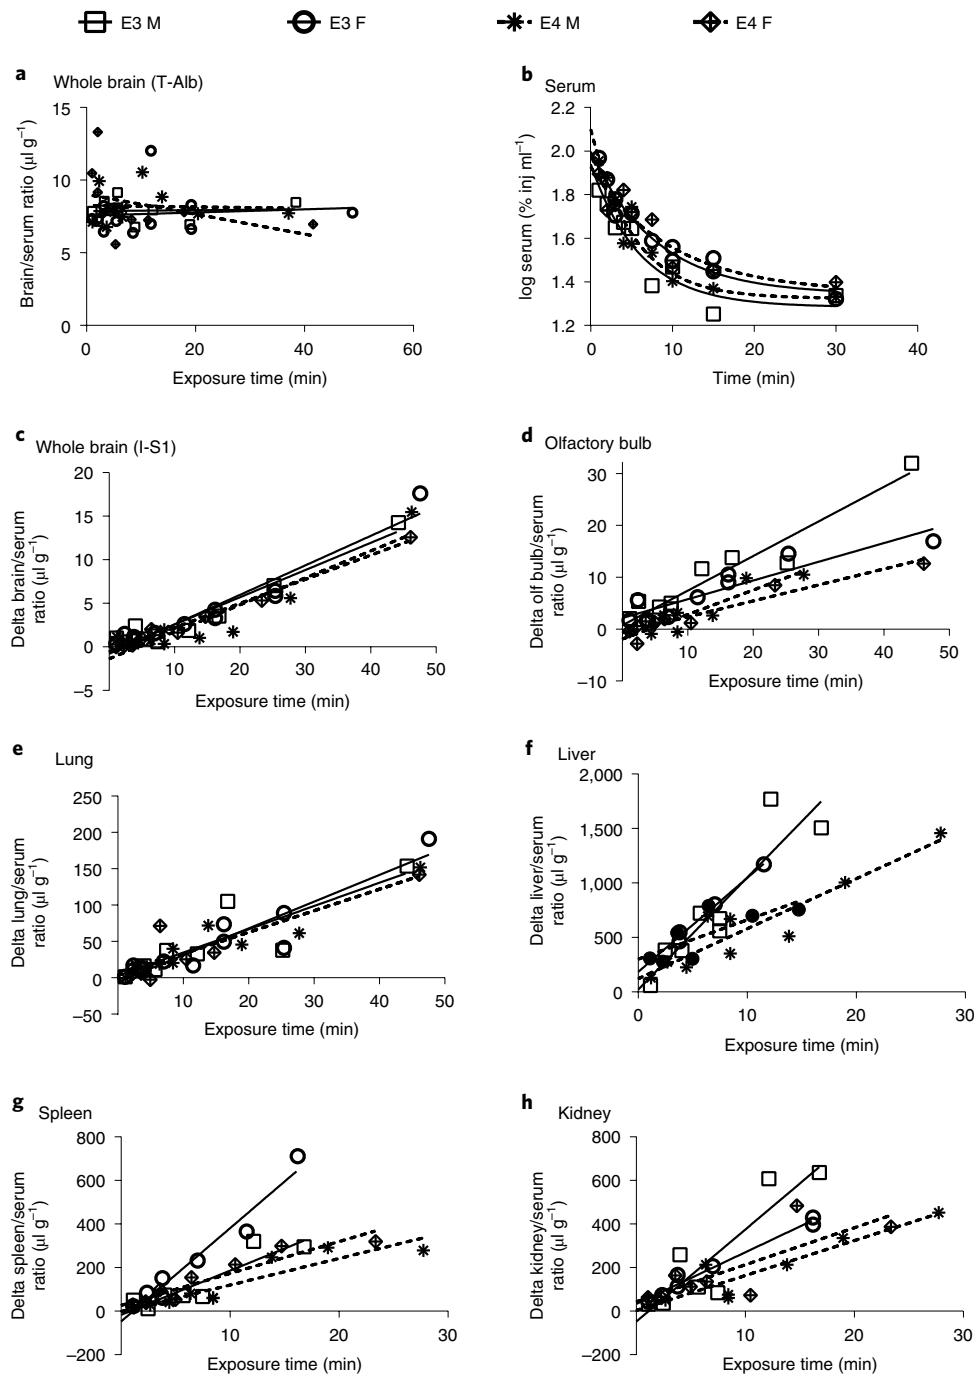 E3 M E3 F E4 M E4 F
a Whole brain (T-Alb)
15
10
5
0
0 20 40 60
Brain/serum ratio (µl g⁻¹)
Exposure time (min)
b Serum
2.2
2.0
1.8
1.6
1.4
1.2
0 10 20 30 40
log serum (% inj ml⁻¹)
Time (min)
c Whole brain (I-S1)
20
15
10
5
0
–5
10 20 30 40 50
Delta brain/serum
ratio (µl g⁻¹)
Exposure time (min)
d Olfactory bulb
30
20
10
0
–10
10 20 30 40 50
Delta olf bulb/serum
ratio (µl g⁻¹)
Exposure time (min)
e Lung
250
200
150
100
50
0
–50
10 20 30 40 50
Delta lung/serum
ratio (µl g⁻¹)
Exposure time (min)
f Liver
2,000
1,500
1,000
500
0
0 10 20 30
Delta liver/serum
ratio (µl g⁻¹)
Exposure time (min)
g Spleen
800
600
400
200
0
–200
10 20 30
Delta spleen/serum
ratio (µl g⁻¹)
Exposure time (min)
h Kidney
800
600
400
200
0
–200
10 20 30
Delta kidney/serum
ratio (µl g⁻¹)
Exposure time (min)